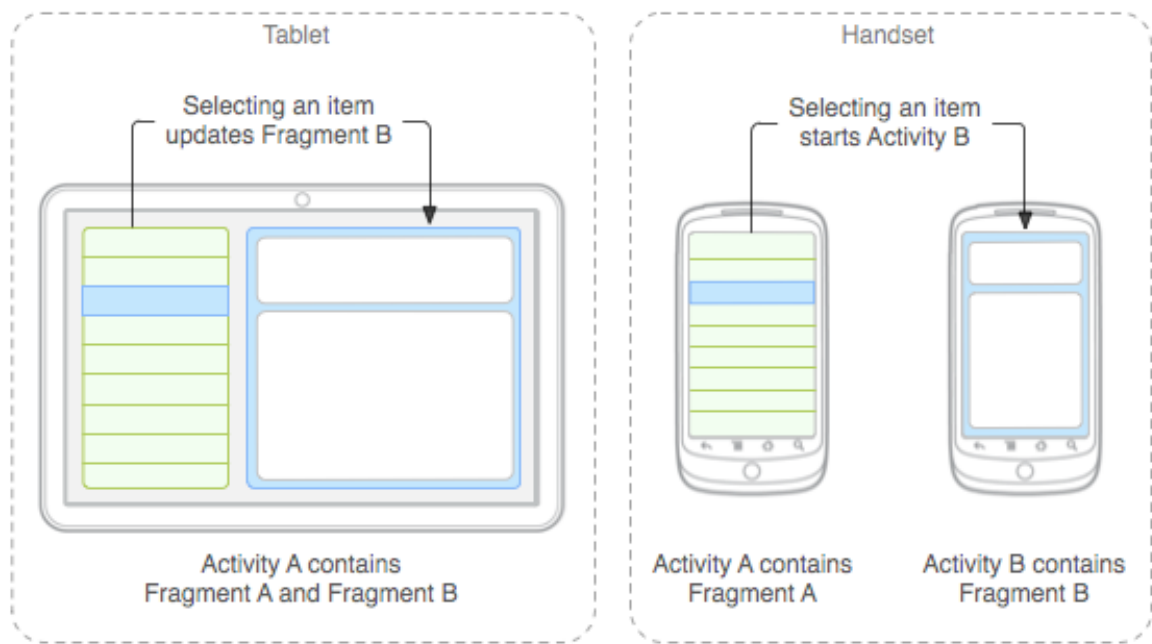 Tablet
Selecting an item
updates Fragment B
Activity A contains
Fragment A and Fragment B
Handset
Selecting an item
starts Activity B
Activity A contains
Fragment A
Activity B contains
Fragment B